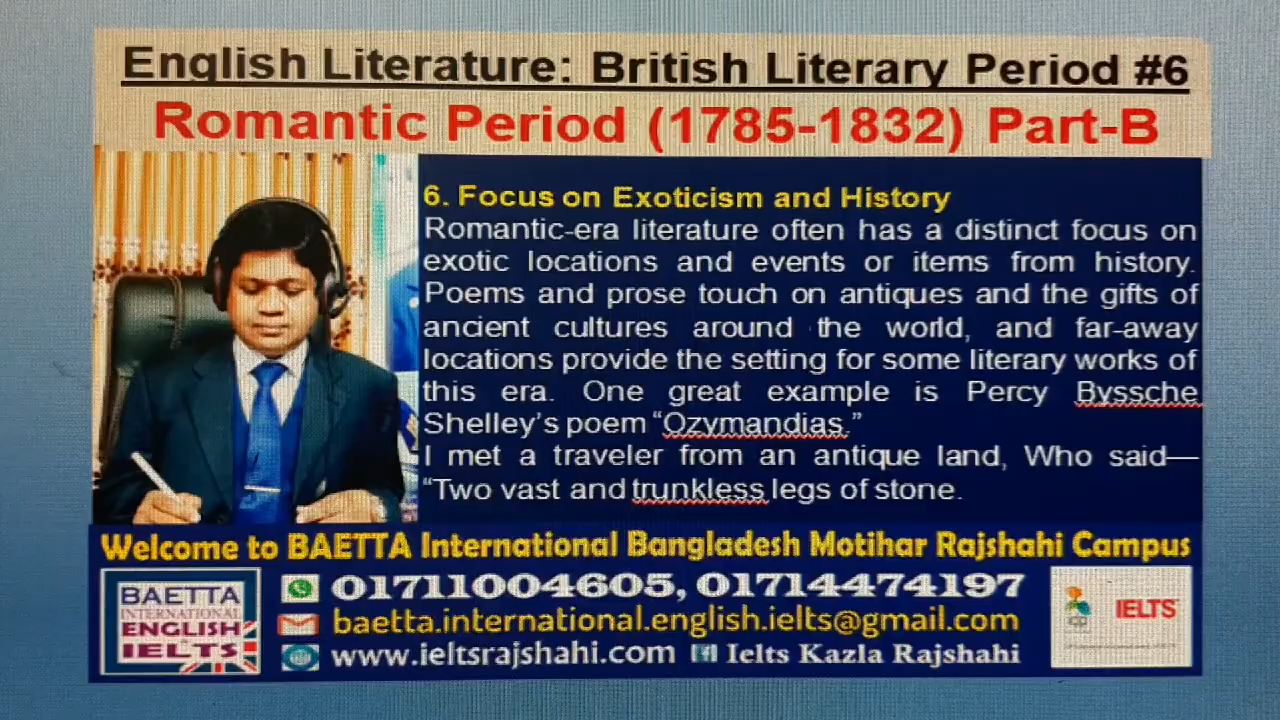 English Literature: British Literary Period #6
Romantic Period (1785-1832) Part-B
6. Focus on Exoticism and History
Romantic-era literature often has a distinct focus on
exotic locations and events or items from history.
Poems and prose touch on antiques and the gifts of
ancient cultures around the world, and far-away
locations provide the setting for some literary works of
this era. One great example is Percy Byssche
Shelley's poem “Ozymandias.”
I met a traveler from an antique land, Who said—
“Two vast and trunkless legs of stone.
Welcome to BAETTA International Bangladesh Motihar Rajshahi Campus
BAETTA
INTERNATIONAL
ENGLISH
IELTS
01711004605, 01714474197
baetta.international.english.ielts@gmail.com
www.ieltsrajshahi.com Ielts Kazla Rajshahi
IELTS